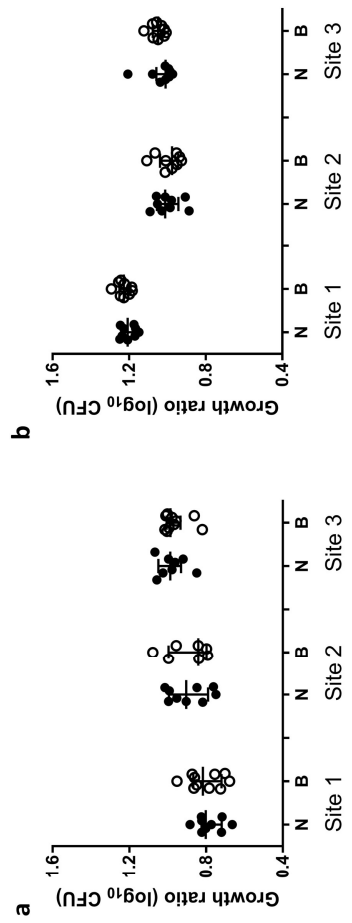 a
Growth ratio (log₁₀ CFU)
1.6
1.2
0.8
0.4
N B N B N B
Site 1 Site 2 Site 3
b
Growth ratio (log₁₀ CFU)
1.6
1.2
0.8
0.4
N B N B N B
Site 1 Site 2 Site 3